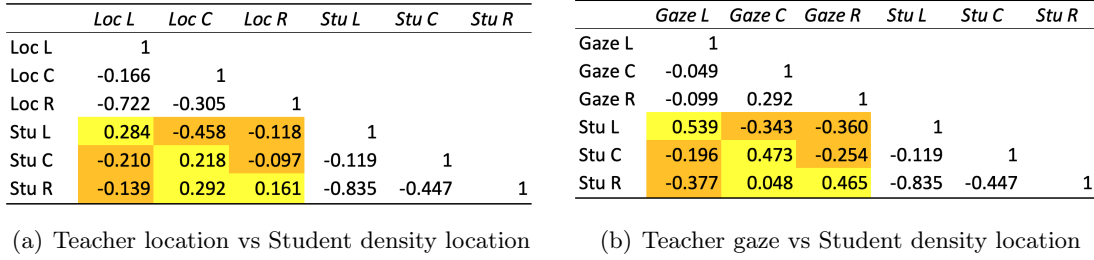 Loc L Loc C Loc R Stu L Stu C Stu R
Loc L 1
Loc C -0.166 1
Loc R -0.722 -0.305 1
Stu L 0.284 -0.458 -0.118 1
Stu C -0.210 0.218 -0.097 -0.119 1
Stu R -0.139 0.292 0.161 -0.835 -0.447 1
(a) Teacher location vs Student density location
Gaze L Gaze C Gaze R Stu L Stu C Stu R
Gaze L 1
Gaze C -0.049 1
Gaze R -0.099 0.292 1
Stu L 0.539 -0.343 -0.360 1
Stu C -0.196 0.473 -0.254 -0.119 1
Stu R -0.377 0.048 0.465 -0.835 -0.447 1
(b) Teacher gaze vs Student density location